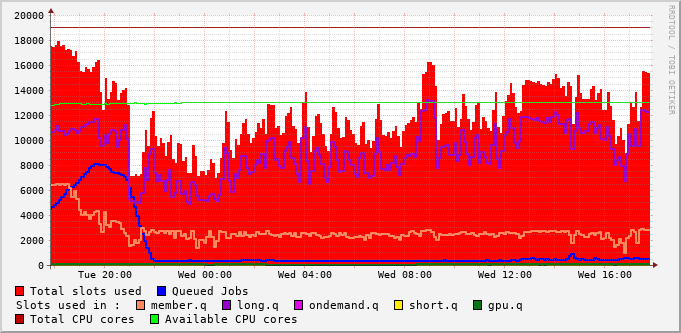 RRDTOOL / TOBI OETIKER
20000
18000
16000
14000
12000
10000
8000
6000
4000
2000
0
Tue 20:00 Wed 00:00 Wed 04:00 Wed 08:00 Wed 12:00 Wed 16:00
Total slots used Queued Jobs
Slots used in : member.q long.q ondemand.q short.q gpu.q
Total CPU cores Available CPU cores